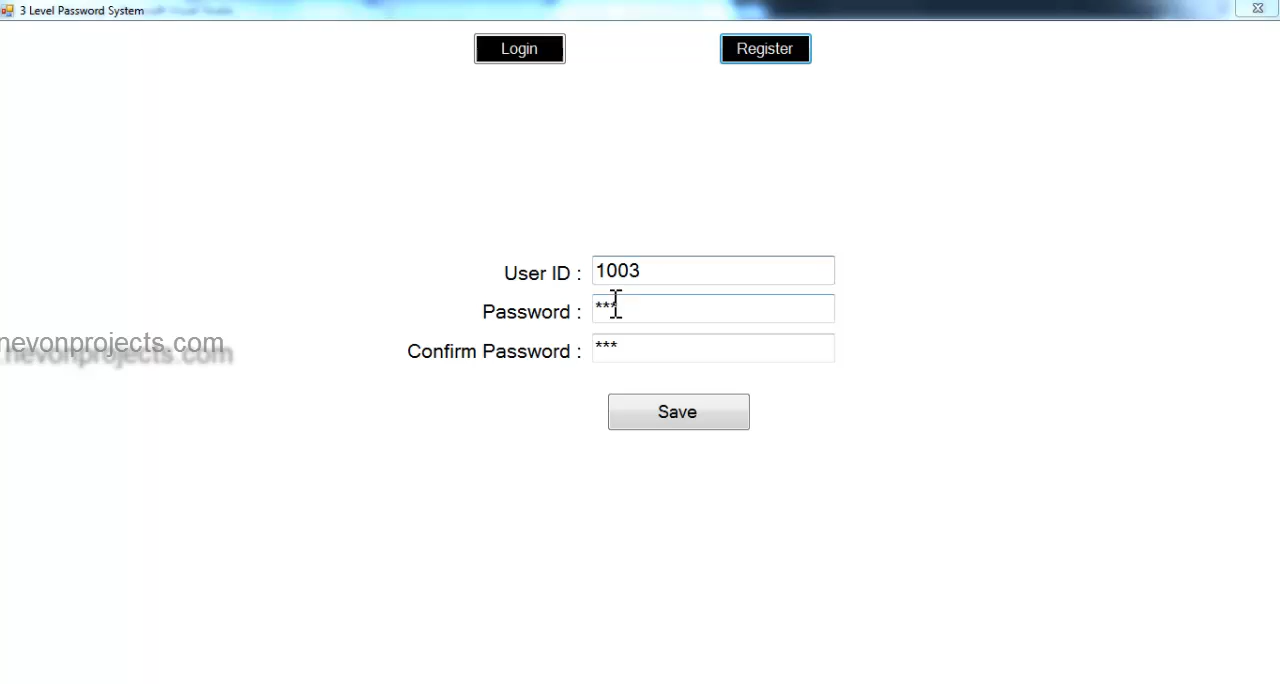 3 Level Password System
Login
Register
User ID :
1003
Password :
***
nevonprojects.com
Confirm Password :
***
Save